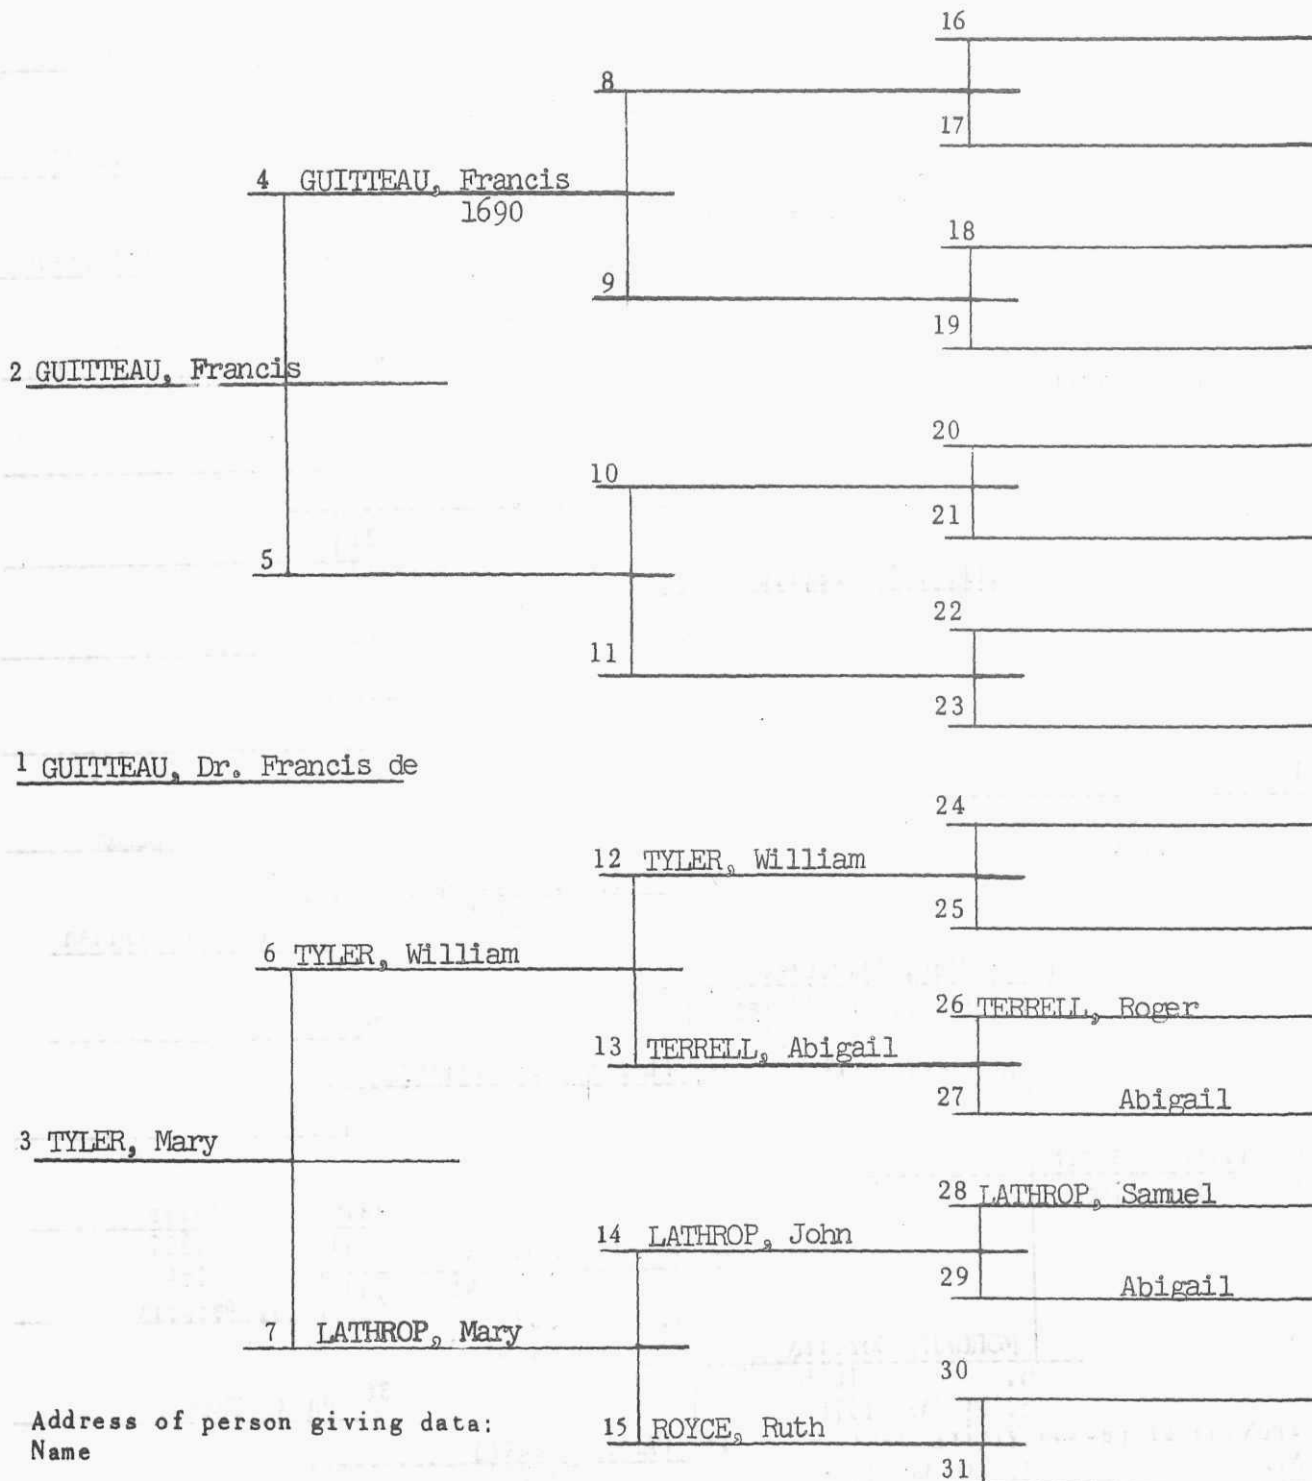 16
8
17
4 GUITTEAU, Francis
1690
18
9
19
2 GUITTEAU, Francis
20
10
21
5
22
11
23
1 GUITTEAU, Dr. Francis de
24
12 TYLER, William
25
6 TYLER, William
26 TERRELL, Roger
13 TERRELL, Abigail
27 Abigail
3 TYLER, Mary
28 LATHROP, Samuel
14 LATHROP, John
29 Abigail
7 LATHROP, Mary
30
Address of person giving data:
15 ROYCE, Ruth
Name
31